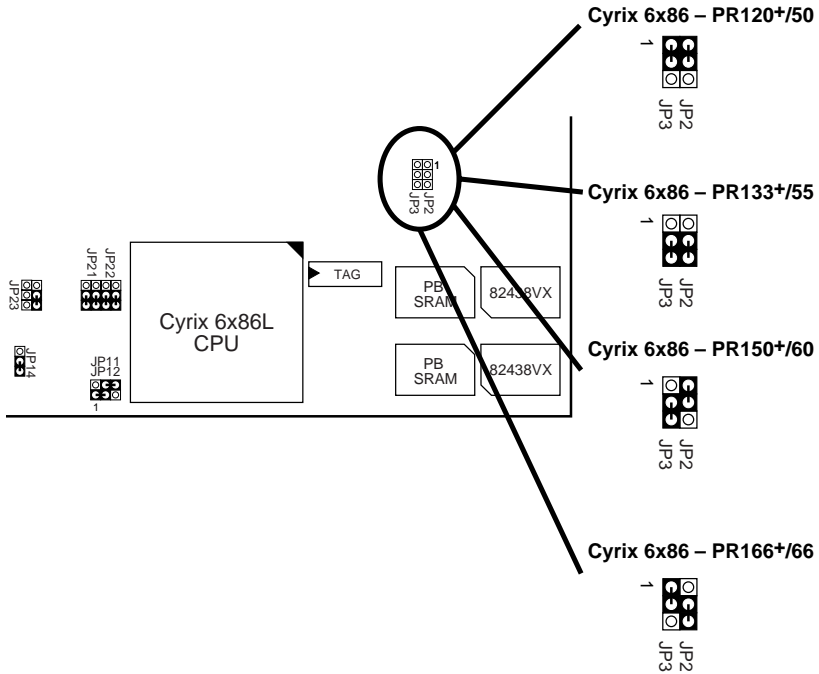 Cyrix 6x86 – PR120+/50
1
JP3
JP2
1
JP3
JP2
Cyrix 6x86 – PR133+/55
1
JP3
JP2
JP23
JP21
JP22
TAG
PB
SRAM
82438VX
Cyrix 6x86L
CPU
JP14
JP11
JP12
1
PB
SRAM
82438VX
Cyrix 6x86 – PR150+/60
1
JP3
JP2
Cyrix 6x86 – PR166+/66
1
JP3
JP2